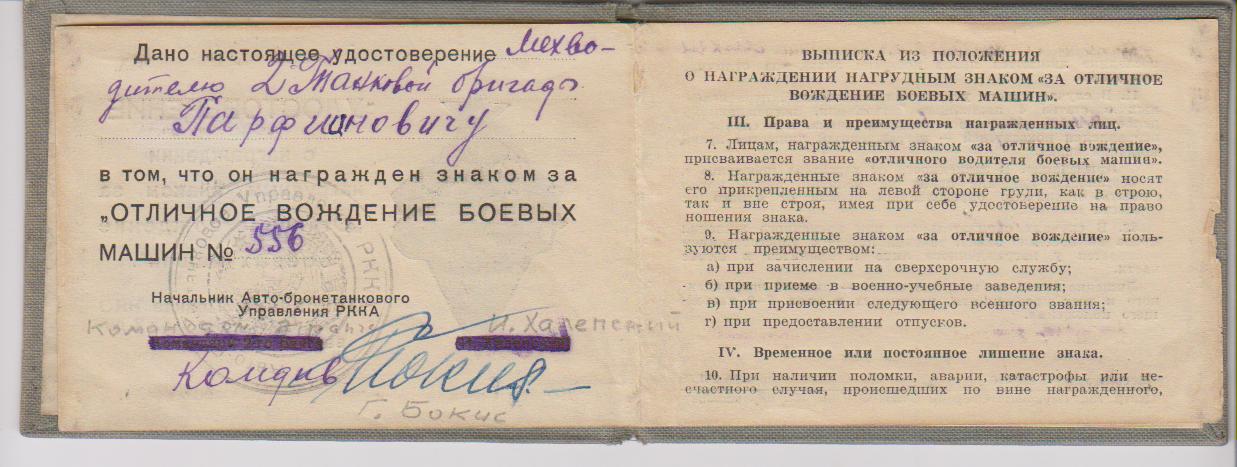 Дано настоящее удостоверение Мехво-
дителю 2 Танковой бригады
Парфиановичу
в том, что он награжден знаком за
„ОТЛИЧНОЕ ВОЖДЕНИЕ БОЕВЫХ
МАШИН № 556
Начальник Авто-бронетанкового
Управления РККА
Командарм 2го ранга И. Халепский
Комдив Бокис
Г. Бокис
ВЫПИСКА ИЗ ПОЛОЖЕНИЯ
О НАГРАЖДЕНИИ НАГРУДНЫМ ЗНАКОМ «ЗА ОТЛИЧНОЕ
ВОЖДЕНИЕ БОЕВЫХ МАШИН».
III. Права и преимущества награжденных лиц.
7. Лицам, награжденным знаком «за отличное вождение»,
присваивается звание «отличного водителя боевых машин».
8. Награжденные знаком «за отличное вождение» носят
его прикрепленным на левой стороне груди, как в строю,
так и вне строя, имея при себе удостоверение на право
ношения знака.
9. Награжденные знаком «за отличное вождение» поль-
зуются преимуществом:
а) при зачислении на сверхсрочную службу;
б) при приеме в военно-учебные заведения;
в) при присвоении следующего военного звания;
г) при предоставлении отпусков.
IV. Временное или постоянное лишение знака.
10. При наличии поломки, аварии, катастрофы или не-
счастного случая, происшедших по вине награжденного,